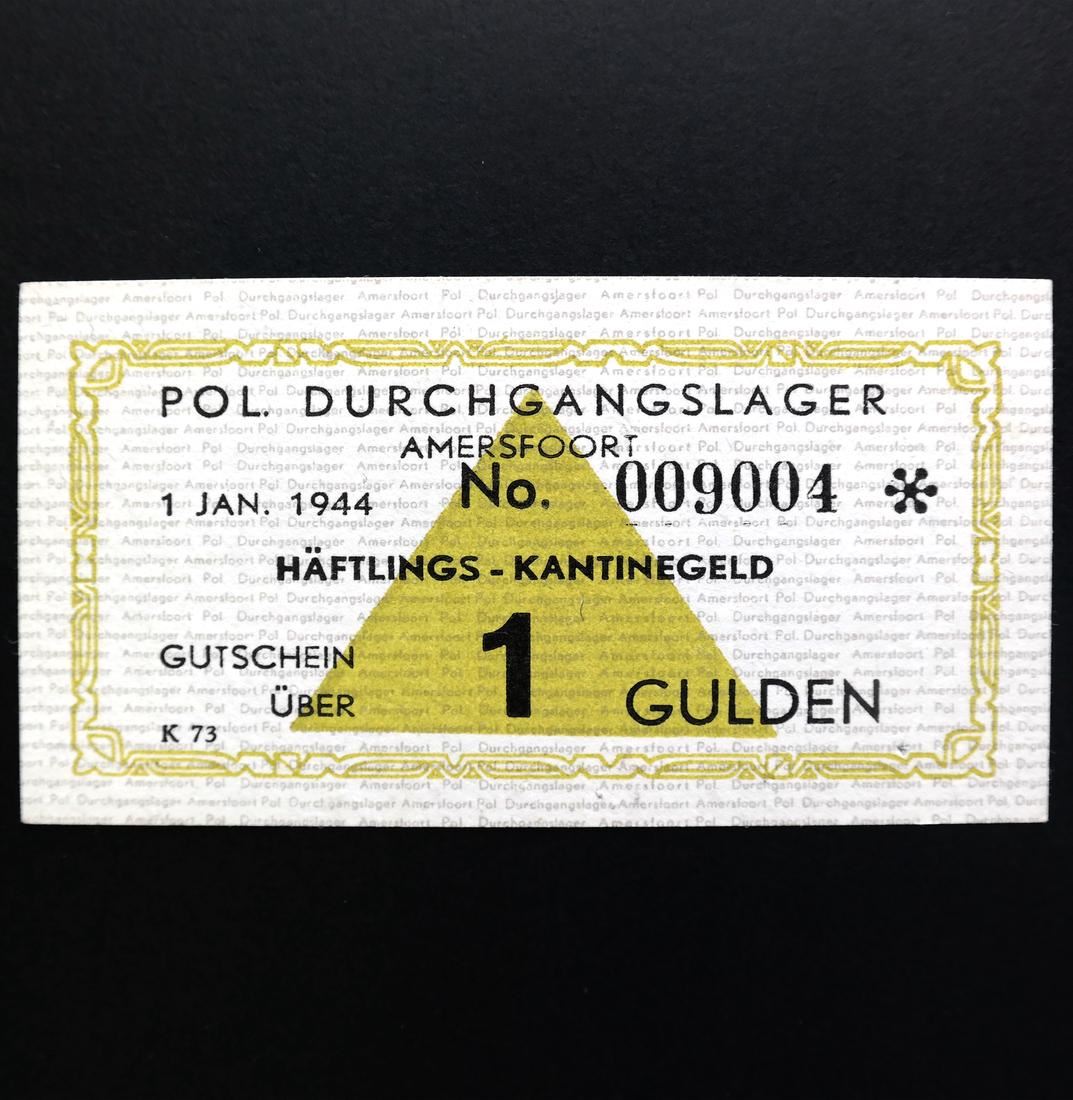 POL. DURCHGANGSLAGER
AMERSFOORT
1 JAN. 1944 No. 009004 *
HÄFTLINGS - KANTINEGELD
GUTSCHEIN
ÜBER 1 GULDEN
K 73